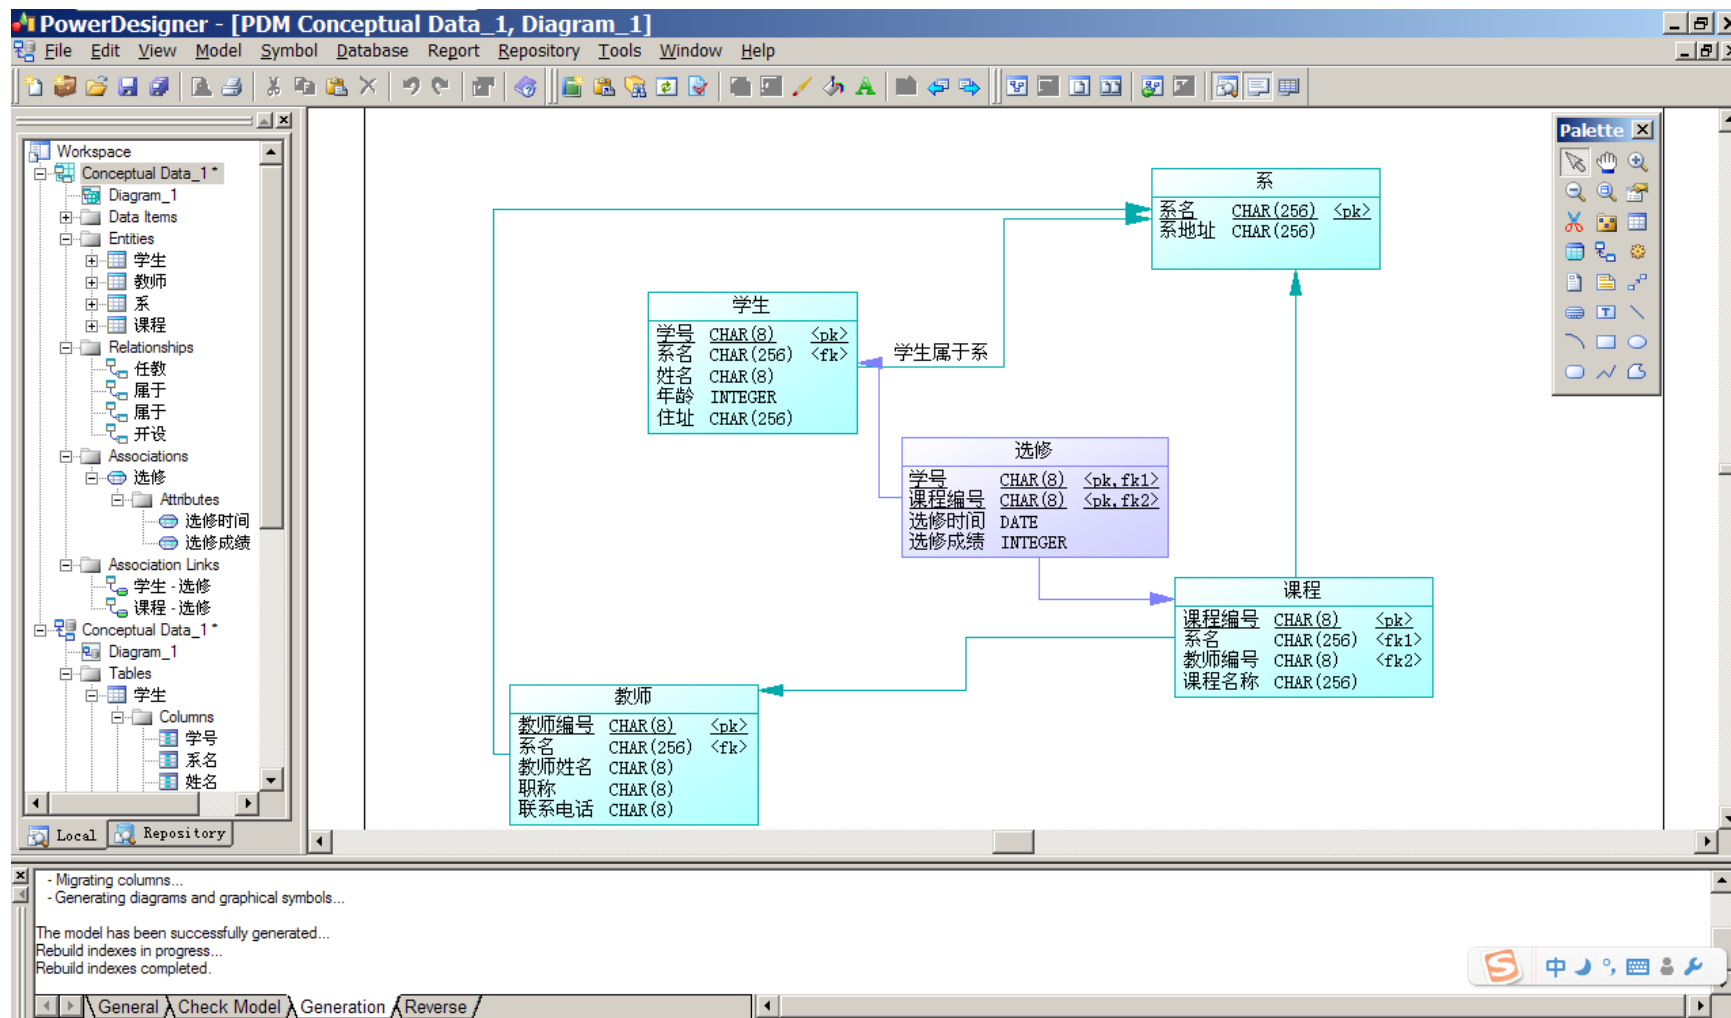 PowerDesigner - [PDM Conceptual Data_1, Diagram_1]
File Edit View Model Symbol Database Report Repository Tools Window Help
Workspace
Conceptual Data_1 *
Diagram_1
Data Items
Entities
学生
教师
系
课程
Relationships
任教
属于
属于
开设
Associations
选修
Attributes
选修时间
选修成绩
Association Links
学生 - 选修
课程 - 选修
Conceptual Data_1 *
Diagram_1
Tables
学生
Columns
学号
系名
姓名
Local Repository
系
系名 CHAR(256) <pk>
系地址 CHAR(256)
学生
学号 CHAR(8) <pk>
系名 CHAR(256) <fk>
姓名 CHAR(8)
年龄 INTEGER
住址 CHAR(256)
学生属于系
选修
学号 CHAR(8) <pk,fk1>
课程编号 CHAR(8) <pk,fk2>
选修时间 DATE
选修成绩 INTEGER
课程
课程编号 CHAR(8) <pk>
系名 CHAR(256) <fk1>
教师编号 CHAR(8) <fk2>
课程名称 CHAR(256)
教师
教师编号 CHAR(8) <pk>
系名 CHAR(256) <fk>
教师姓名 CHAR(8)
职称 CHAR(8)
联系电话 CHAR(8)
Palette
- Migrating columns...
- Generating diagrams and graphical symbols...
The model has been successfully generated...
Rebuild indexes in progress...
Rebuild indexes completed.
General Check Model Generation Reverse
中